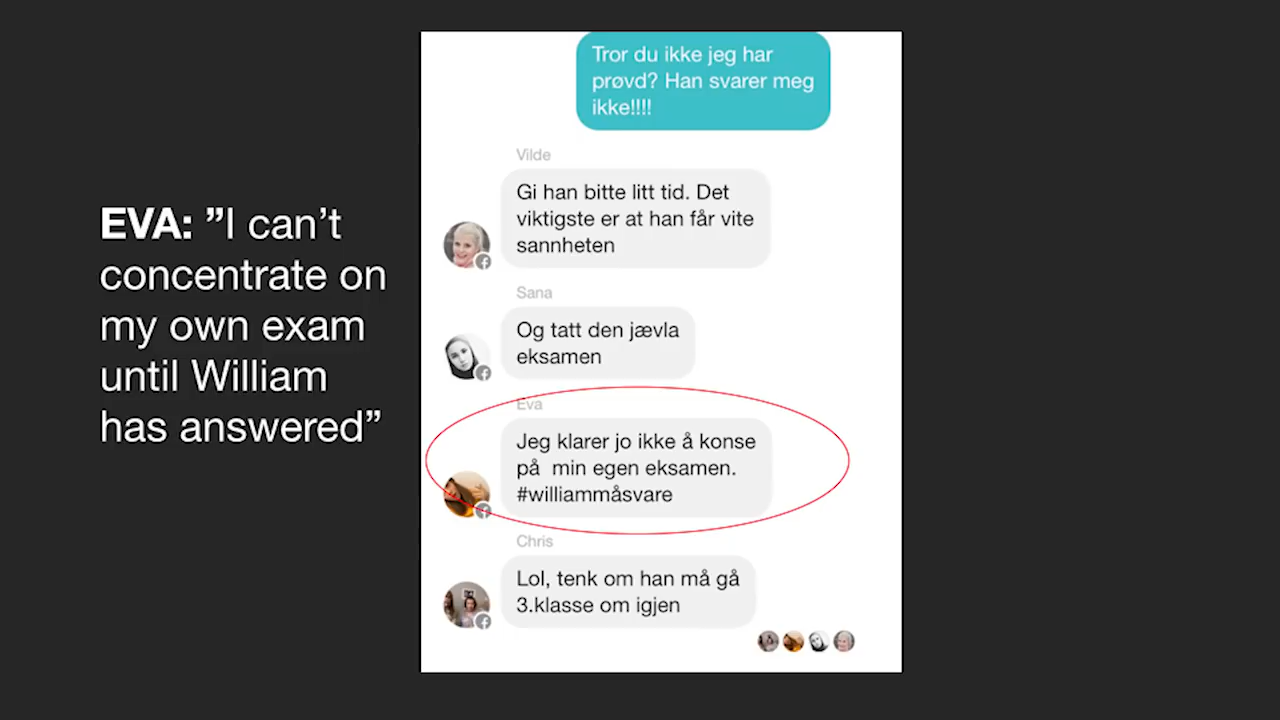 EVA: ”I can’t
concentrate on
my own exam
until William
has answered”
Tror du ikke jeg har
prøvd? Han svarer meg
ikke!!!!
Vilde
Gi han bitte litt tid. Det
viktigste er at han får vite
sannheten
Sana
Og tatt den jævla
eksamen
Eva
Jeg klarer jo ikke å konse
på  min egen eksamen.
#williammåsvare
Chris
Lol, tenk om han må gå
3.klasse om igjen